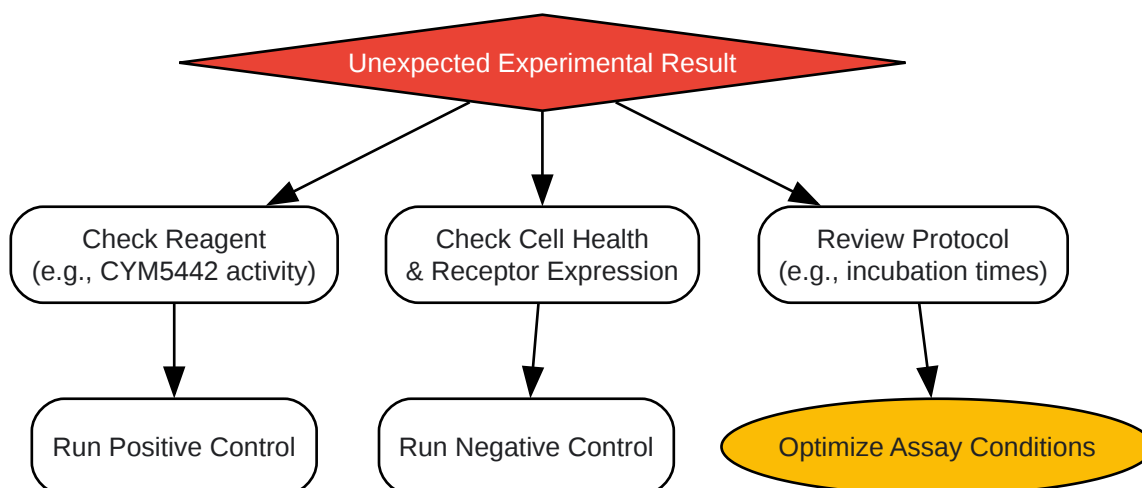 Unexpected Experimental Result
Check Reagent
(e.g., CYM5442 activity)
Check Cell Health
& Receptor Expression
Review Protocol
(e.g., incubation times)
Run Positive Control
Run Negative Control
Optimize Assay Conditions